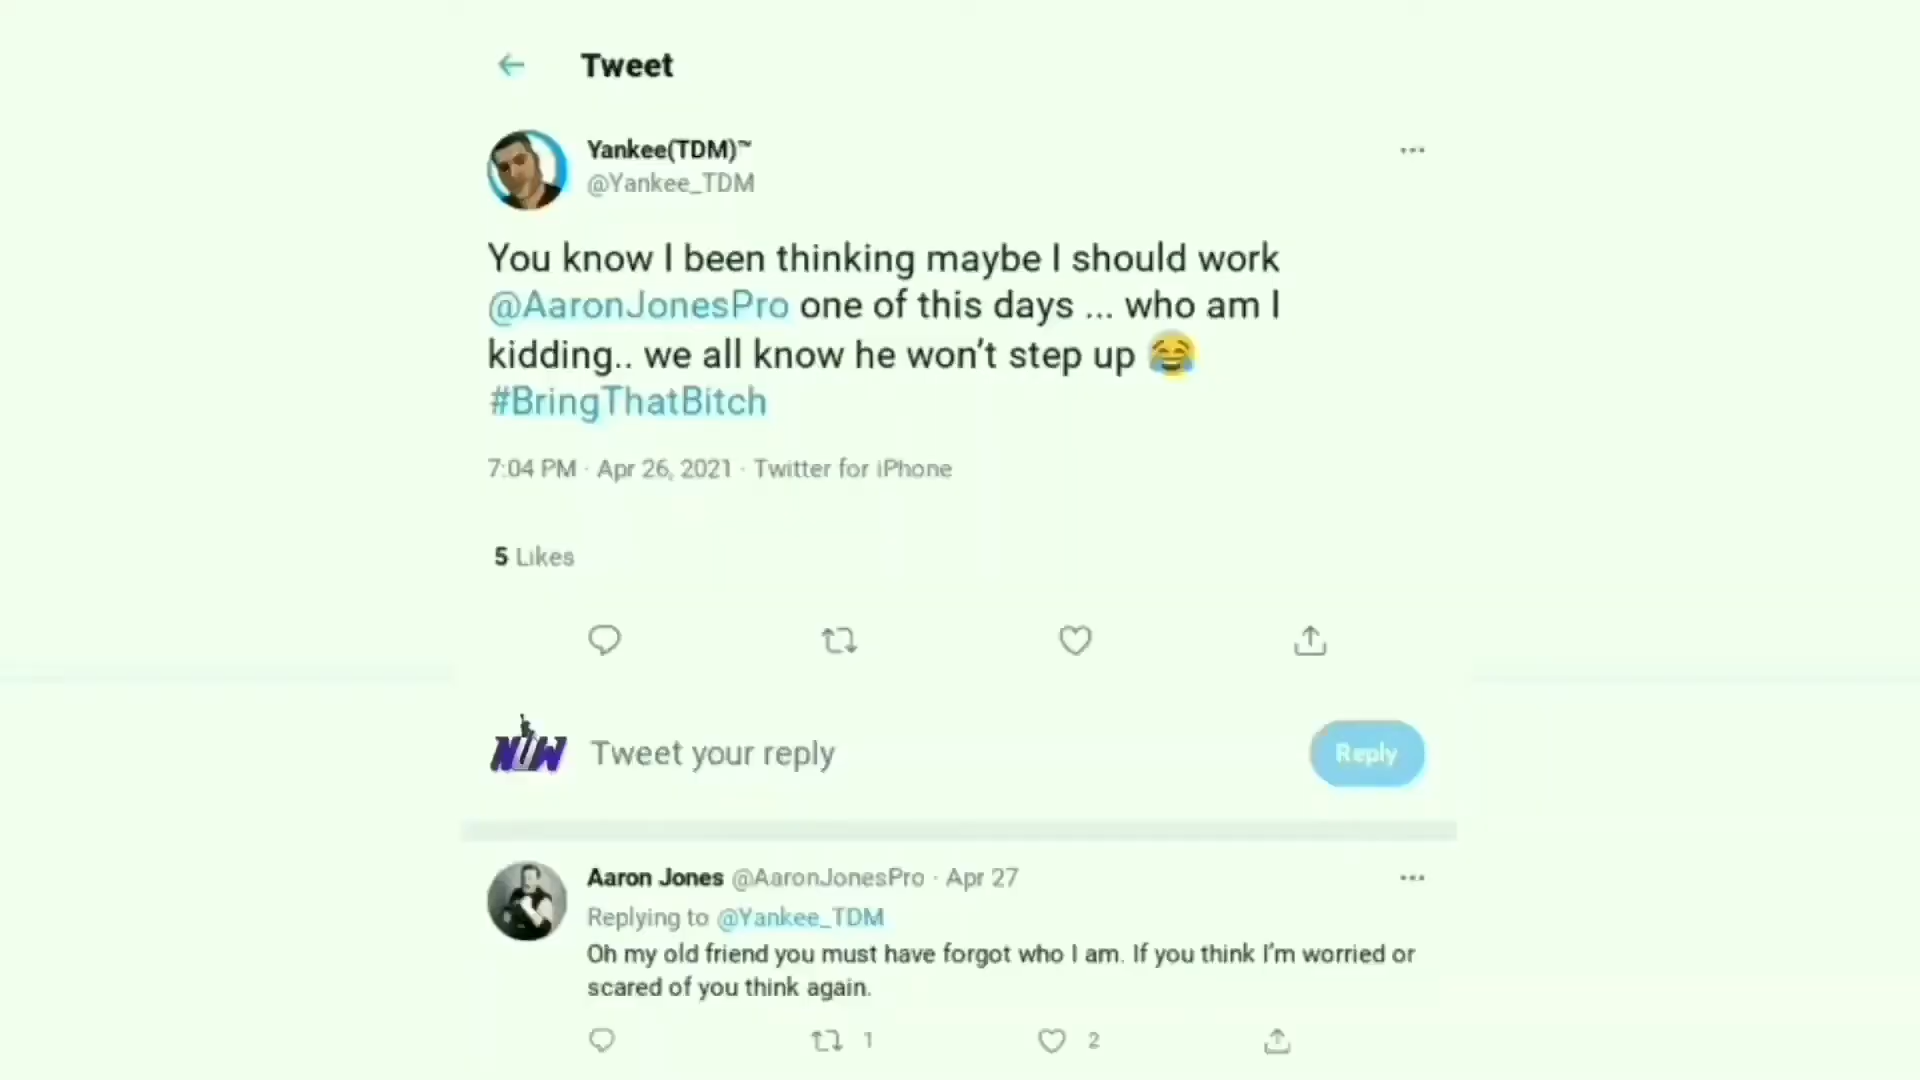 Tweet
Yankee(TDM)™
@Yankee_TDM
You know I been thinking maybe I should work
@AaronJonesPro one of this days ... who am I
kidding.. we all know he won't step up 😂
#BringThatBitch
7:04 PM · Apr 26, 2021 · Twitter for iPhone
5 Likes
NUW
Tweet your reply
Reply
Aaron Jones @AaronJonesPro · Apr 27
Replying to @Yankee_TDM
Oh my old friend you must have forgot who I am. If you think I'm worried or
scared of you think again.
1
2